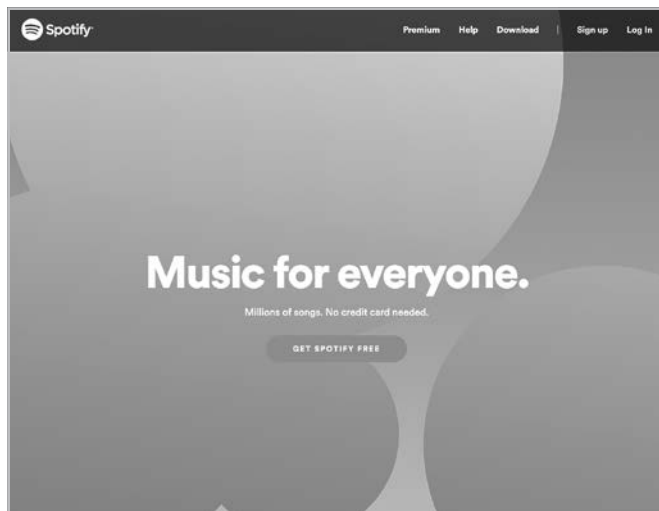 Spotify
Premium Help Download | Sign up Log In
Music for everyone.
Millions of songs. No credit card needed.
GET SPOTIFY FREE